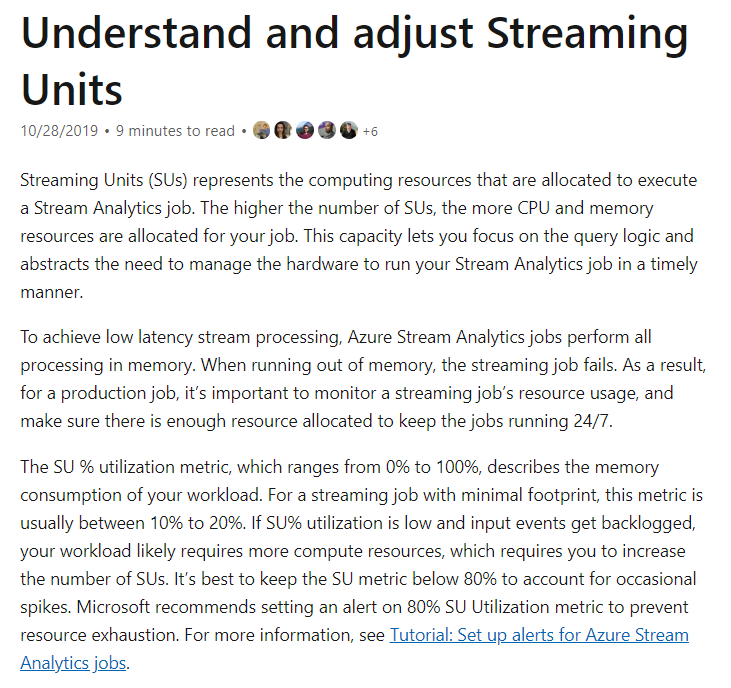 Understand and adjust Streaming
Units
10/28/2019 • 9 minutes to read • +6
Streaming Units (SUs) represents the computing resources that are allocated to execute
a Stream Analytics job. The higher the number of SUs, the more CPU and memory
resources are allocated for your job. This capacity lets you focus on the query logic and
abstracts the need to manage the hardware to run your Stream Analytics job in a timely
manner.
To achieve low latency stream processing, Azure Stream Analytics jobs perform all
processing in memory. When running out of memory, the streaming job fails. As a result,
for a production job, it’s important to monitor a streaming job’s resource usage, and
make sure there is enough resource allocated to keep the jobs running 24/7.
The SU % utilization metric, which ranges from 0% to 100%, describes the memory
consumption of your workload. For a streaming job with minimal footprint, this metric is
usually between 10% to 20%. If SU% utilization is low and input events get backlogged,
your workload likely requires more compute resources, which requires you to increase
the number of SUs. It’s best to keep the SU metric below 80% to account for occasional
spikes. Microsoft recommends setting an alert on 80% SU Utilization metric to prevent
resource exhaustion. For more information, see Tutorial: Set up alerts for Azure Stream
Analytics jobs.